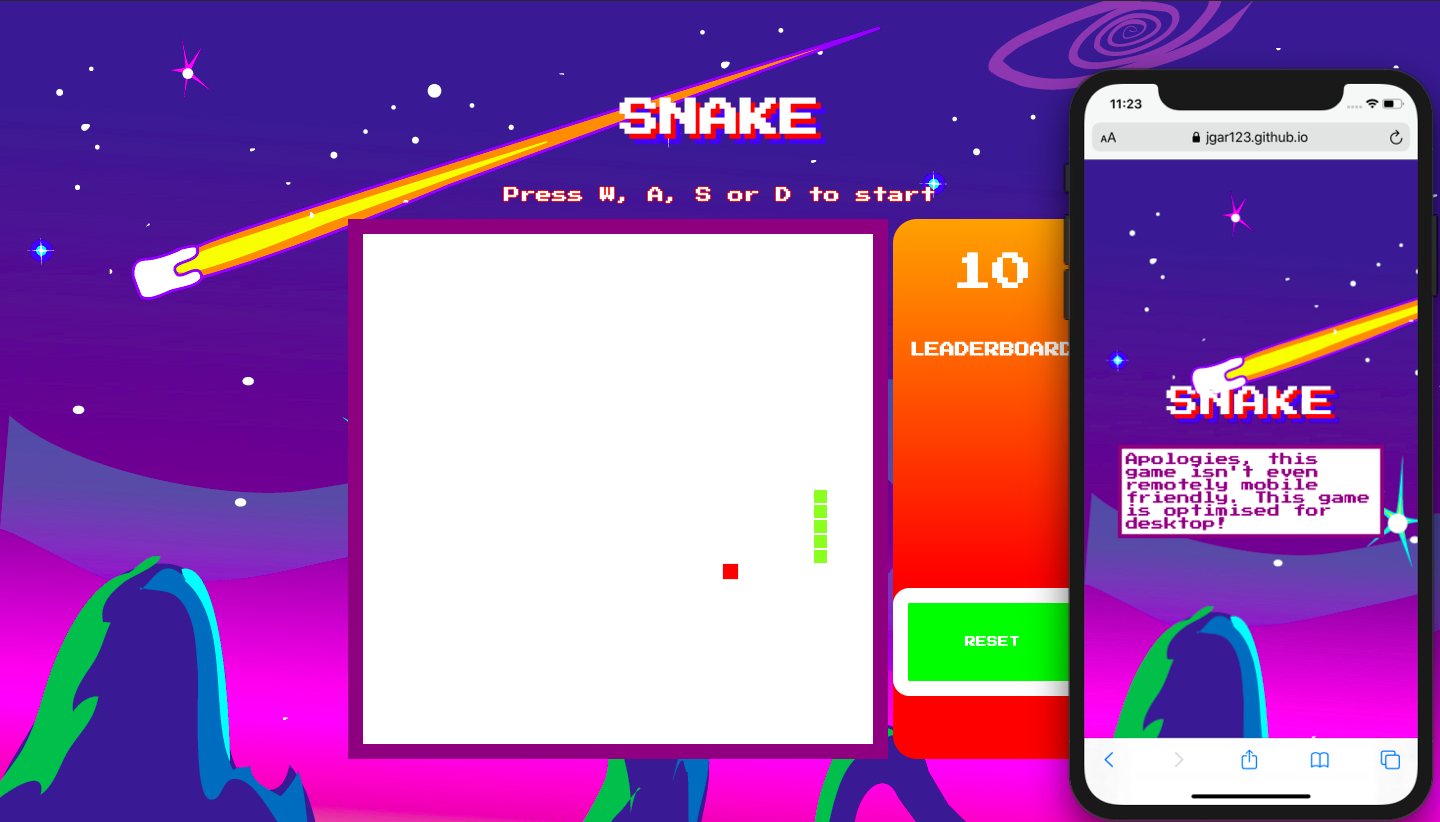 SNAKE
Press W, A, S or D to start
10
LEADERBOARD
RESET
11:23
AA
jgar123.github.io
SNAKE
Apologies, this
game isn't even
remotely mobile
friendly. This game
is optimised for
desktop!